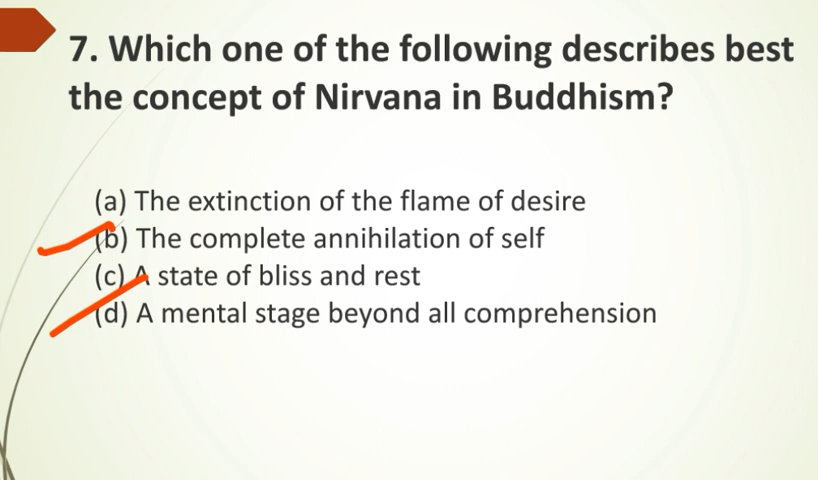 7. Which one of the following describes best
the concept of Nirvana in Buddhism?
(a) The extinction of the flame of desire
(b) The complete annihilation of self
(c) A state of bliss and rest
(d) A mental stage beyond all comprehension